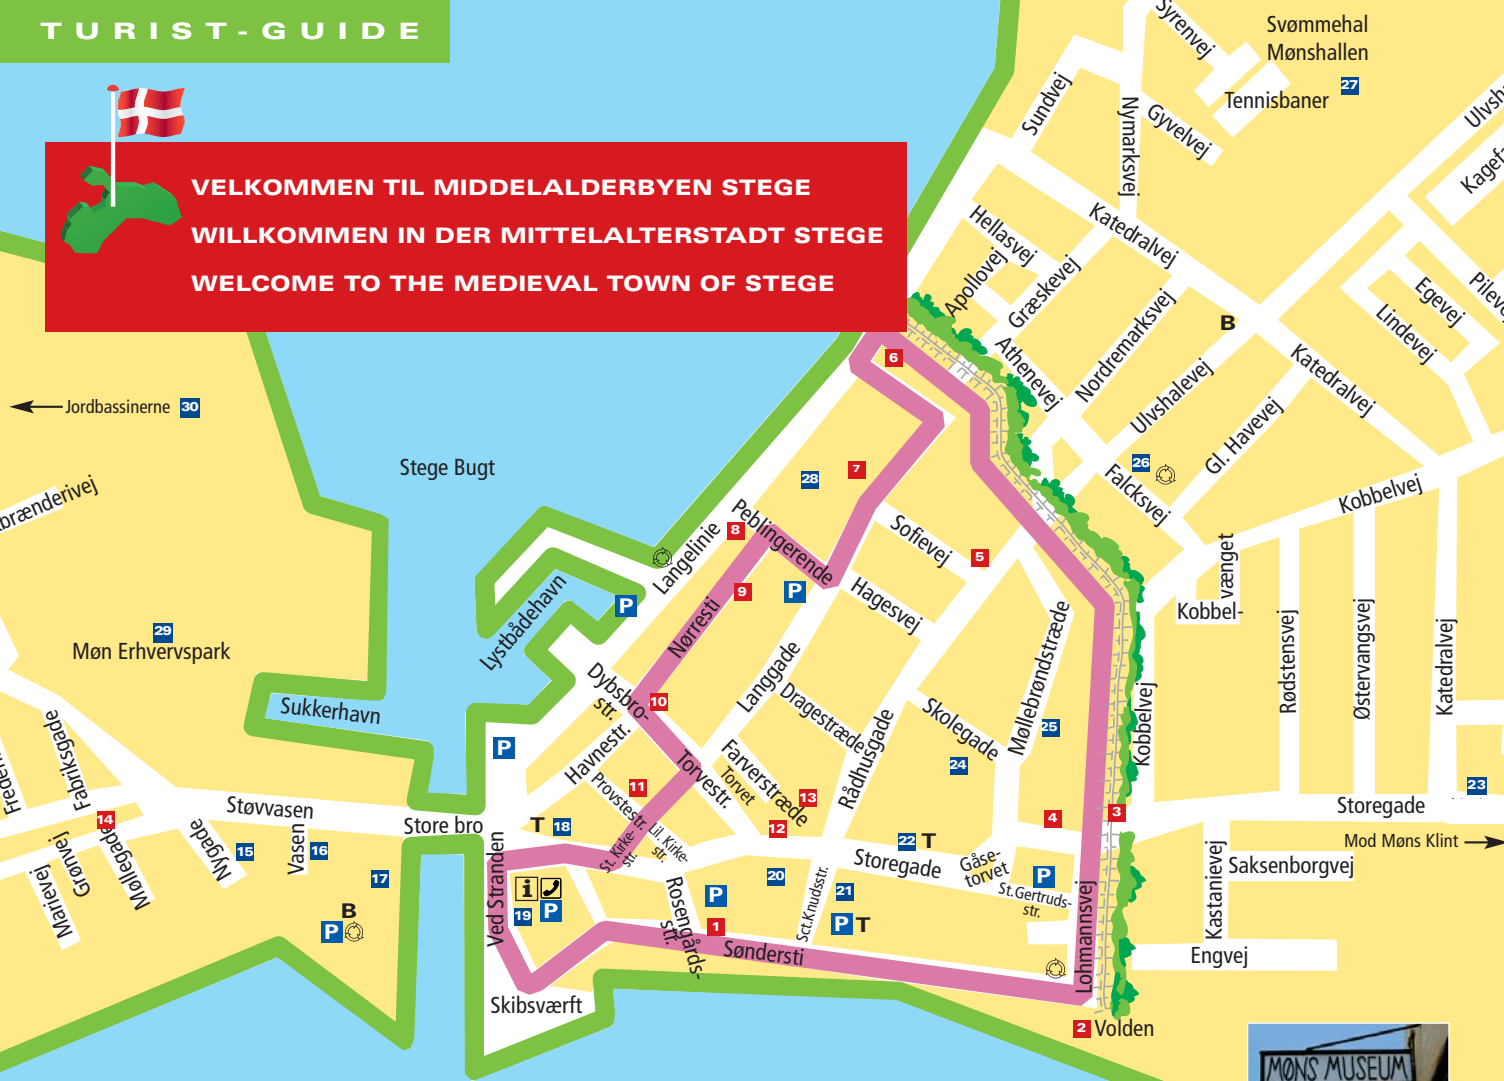 TURIST-GUIDE
VELKOMMEN TIL MIDDELALDERBYEN STEGE
WILLKOMMEN IN DER MITTELALTERSTADT STEGE
WELCOME TO THE MEDIEVAL TOWN OF STEGE
Syrenvej
Svømmehal
Mønshallen
27
Tennisbaner
Sundvej
Nymarksvej
Gyvelvej
Katedralvej
Hellasvej
Apollovej
Græskevej
Athenevej
Nordremarksvej
B
Egevej
Lindevej
Katedralvej
Ulvshalevej
Gl. Havevej
26
Falcksvej
Kobbelvej
6
Jordbassinerne 30
Stege Bugt
28
7
8
Peblingerende
Langelinie
Sofievej
5
9
P
P
Hagesvej
Nørresti
Lystbådehavn
Kobbel-
vænget
Rødstensvej
Østervangsvej
Katedralvej
29
Møn Erhvervspark
Sukkerhavn
Dybsbro-
str.
10
Langgade
Dragestræde
Rådhusgade
Skolegade
Møllebrøndstræde
25
24
Kobbelvej
P
Havnestr.
Torvestr.
Farverstræde
Torvet
Provstestr.
11
13
12
4
3
23
Storegade
Mod Møns Klint
Fabriksgade
Støvvasen
Store bro
T 18
St. Kirke-
str.
Lil. Kirke-
str.
14
Grønvej
Marievej
Møllegade
Nygade
15
Vasen
16
17
B
P
Ved Stranden
i
19
P
Rosengårds-
str.
P
20
21
22 T
Storegade
Gåse-
torvet
P
St.Gertruds-
str.
Sct.Knudsstr.
P T
1
Søndersti
Lohmannsvej
Kastanievej
Saksenborgvej
Engvej
Skibsværft
2 Volden
MØNS MUSEUM